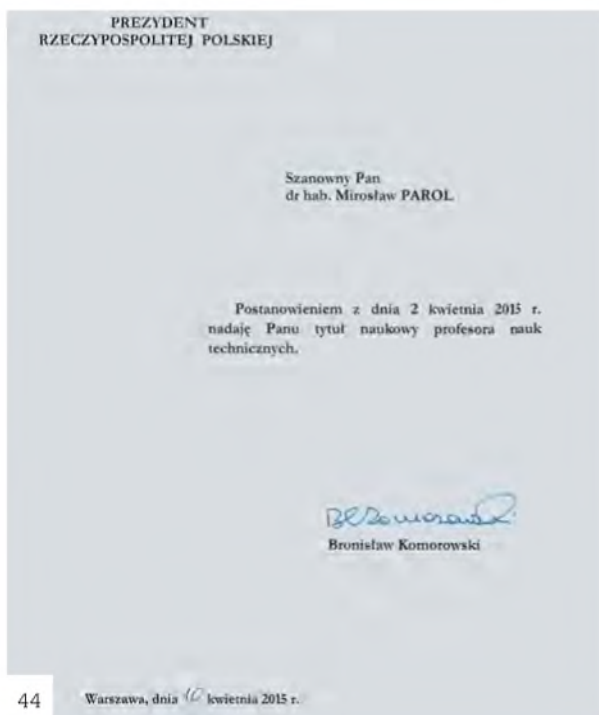 PREZYDENT
RZECZYPOSPOLITEJ POLSKIEJ
Szanowny Pan
dr hab. Mirosław PAROL
Postanowieniem z dnia 2 kwietnia 2015 r.
nadaję Panu tytuł naukowy profesora nauk
technicznych.
BKomorowski
Bronisław Komorowski
44
Warszawa, dnia 10 kwietnia 2015 r.